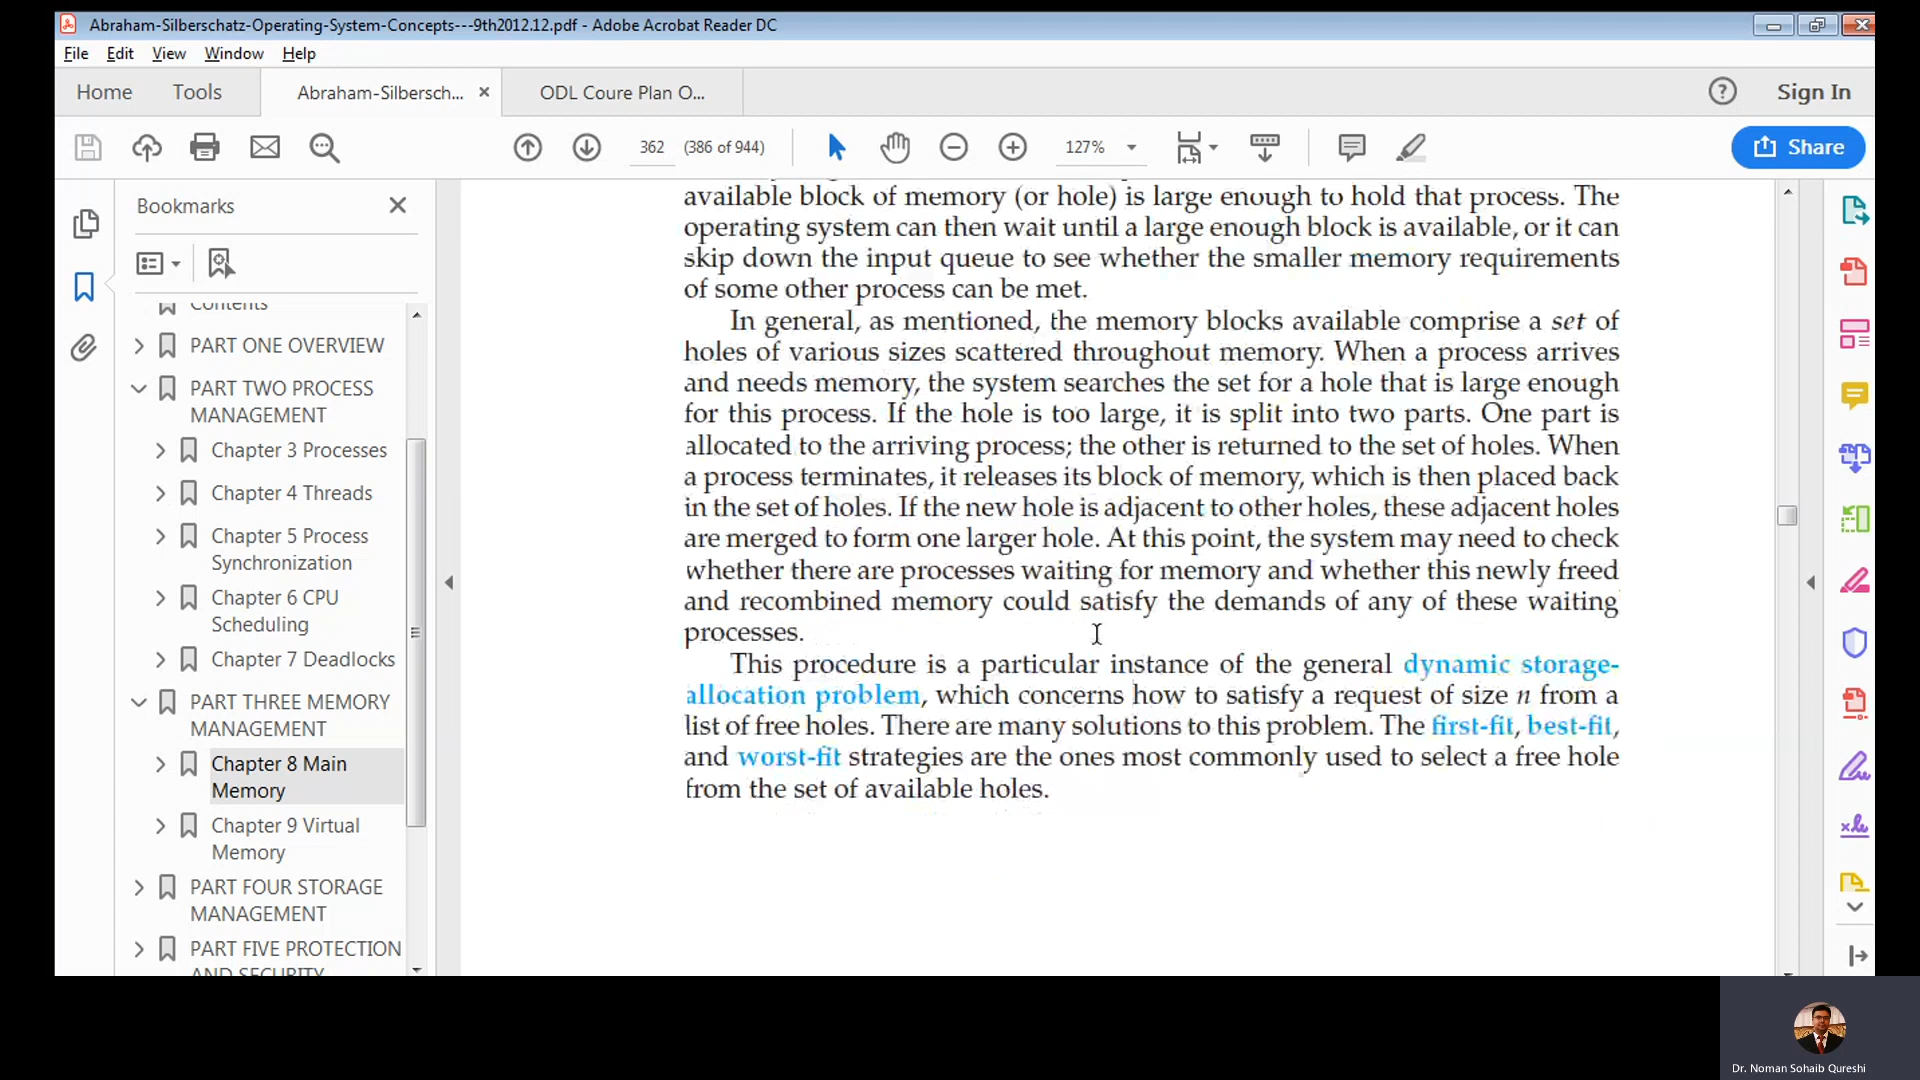 Abraham-Silberschatz-Operating-System-Concepts---9th2012.12.pdf - Adobe Acrobat Reader DC
File Edit View Window Help
Home Tools Abraham-Silbersch... ODL Coure Plan O... Sign In
362 (386 of 944) 127% Share
Bookmarks
Contents
PART ONE OVERVIEW
PART TWO PROCESS
MANAGEMENT
Chapter 3 Processes
Chapter 4 Threads
Chapter 5 Process
Synchronization
Chapter 6 CPU
Scheduling
Chapter 7 Deadlocks
PART THREE MEMORY
MANAGEMENT
Chapter 8 Main
Memory
Chapter 9 Virtual
Memory
PART FOUR STORAGE
MANAGEMENT
PART FIVE PROTECTION
AND SECURITY
available block of memory (or hole) is large enough to hold that process. The
operating system can then wait until a large enough block is available, or it can
skip down the input queue to see whether the smaller memory requirements
of some other process can be met.
In general, as mentioned, the memory blocks available comprise a set of
holes of various sizes scattered throughout memory. When a process arrives
and needs memory, the system searches the set for a hole that is large enough
for this process. If the hole is too large, it is split into two parts. One part is
allocated to the arriving process; the other is returned to the set of holes. When
a process terminates, it releases its block of memory, which is then placed back
in the set of holes. If the new hole is adjacent to other holes, these adjacent holes
are merged to form one larger hole. At this point, the system may need to check
whether there are processes waiting for memory and whether this newly freed
and recombined memory could satisfy the demands of any of these waiting
processes.
This procedure is a particular instance of the general dynamic storage-
allocation problem, which concerns how to satisfy a request of size n from a
list of free holes. There are many solutions to this problem. The first-fit, best-fit,
and worst-fit strategies are the ones most commonly used to select a free hole
from the set of available holes.
Dr. Noman Sohaib Qureshi